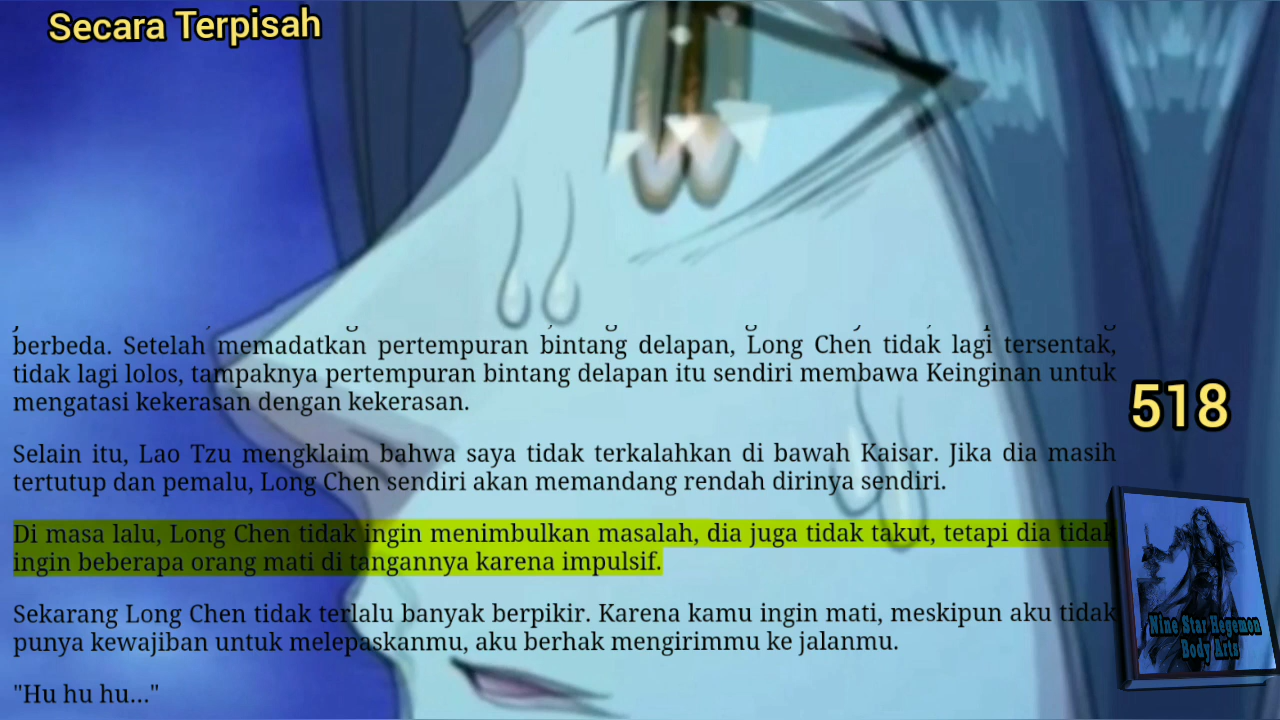 Secara Terpisah
berbeda. Setelah memadatkan pertempuran bintang delapan, Long Chen tidak lagi tersentak,
tidak lagi lolos, tampaknya pertempuran bintang delapan itu sendiri membawa Keinginan untuk
mengatasi kekerasan dengan kekerasan.
518
Selain itu, Lao Tzu mengklaim bahwa saya tidak terkalahkan di bawah Kaisar. Jika dia masih
tertutup dan pemalu, Long Chen sendiri akan memandang rendah dirinya sendiri.
Di masa lalu, Long Chen tidak ingin menimbulkan masalah, dia juga tidak takut, tetapi dia tidak
ingin beberapa orang mati di tangannya karena impulsif.
Sekarang Long Chen tidak terlalu banyak berpikir. Karena kamu ingin mati, meskipun aku tidak
punya kewajiban untuk melepaskanmu, aku berhak mengirimmu ke jalanmu.
Nine Star Hegemon
Body Arts
"Hu hu hu..."